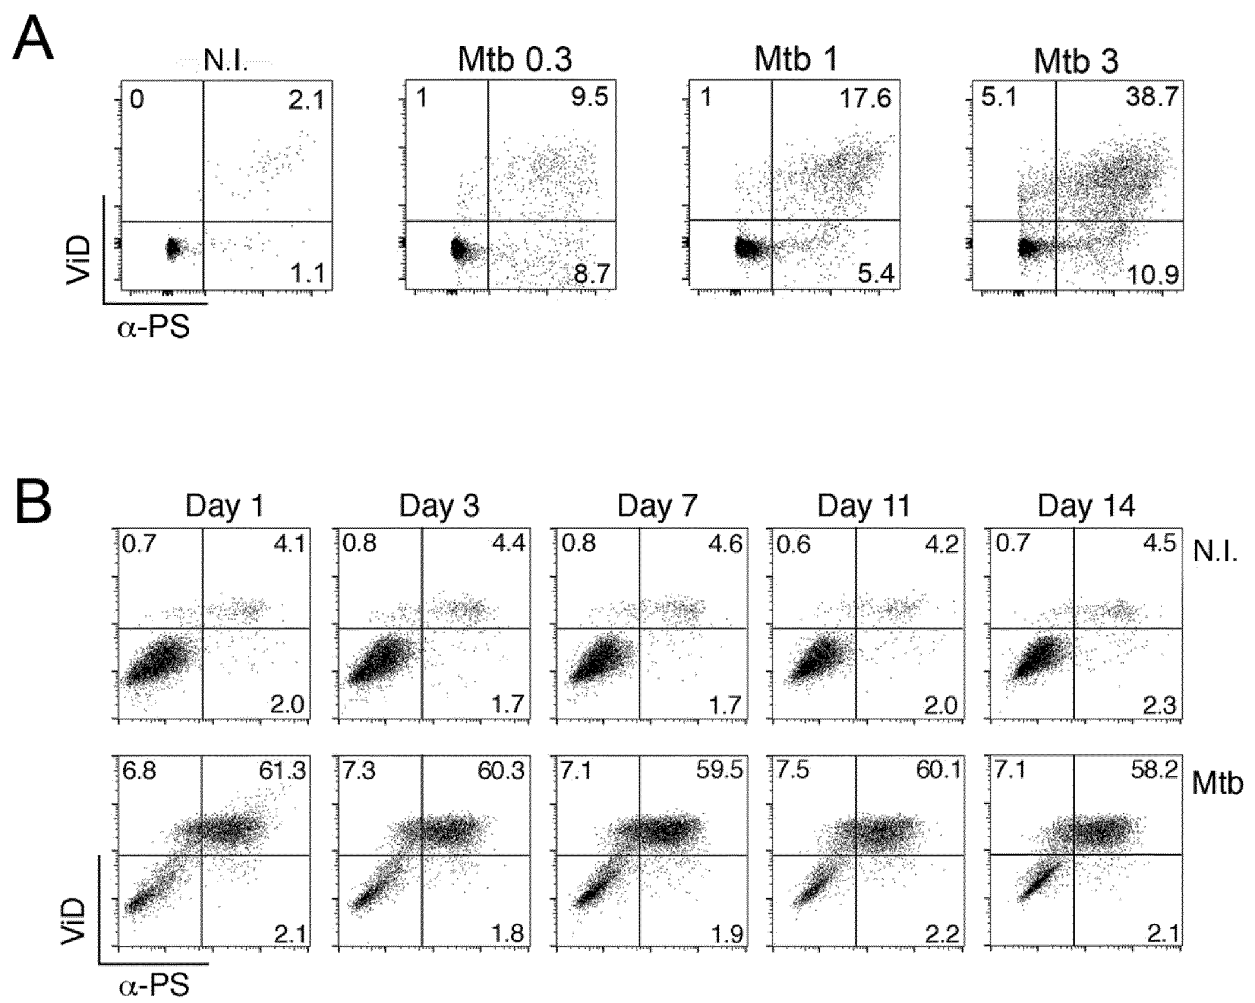 A
N.I. Mtb 0.3 Mtb 1 Mtb 3
0 2.1 1 9.5 1 17.6 5.1 38.7
1.1 8.7 5.4 10.9
ViD
α-PS
B
Day 1 Day 3 Day 7 Day 11 Day 14
0.7 4.1 0.8 4.4 0.8 4.6 0.6 4.2 0.7 4.5 N.I.
2.0 1.7 1.7 2.0 2.3
6.8 61.3 7.3 60.3 7.1 59.5 7.5 60.1 7.1 58.2 Mtb
2.1 1.8 1.9 2.2 2.1
ViD
α-PS